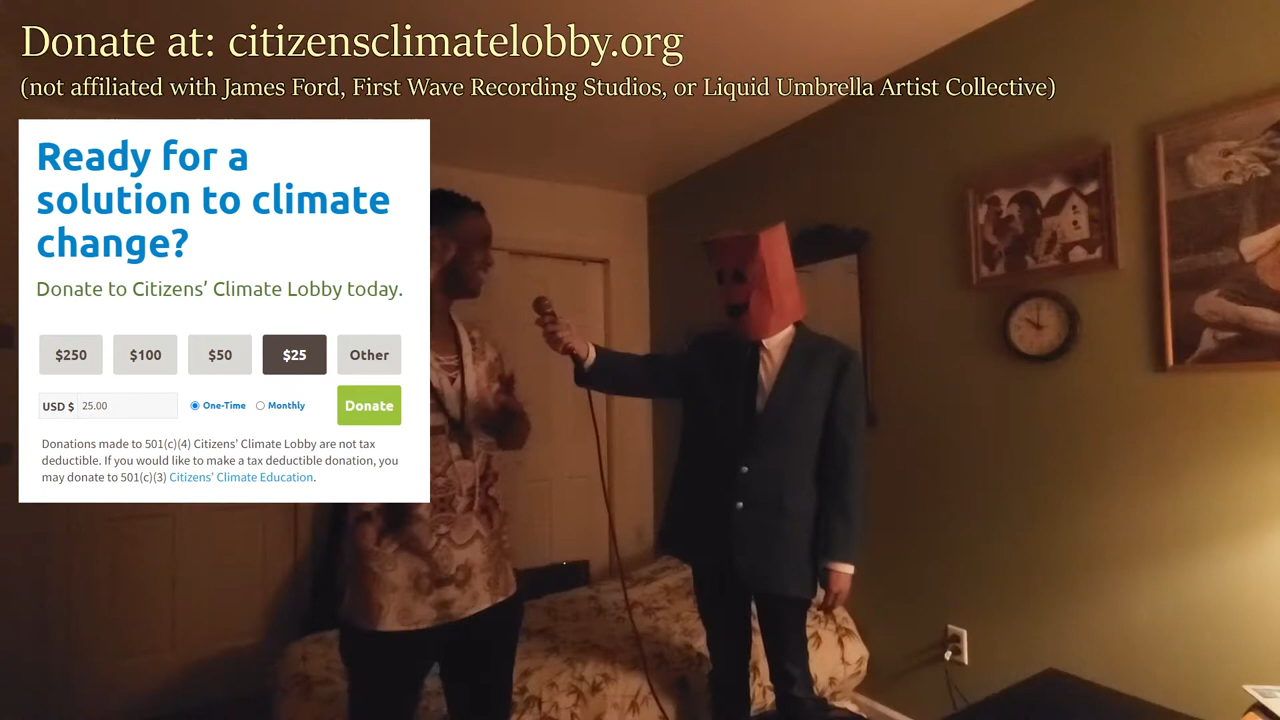 Donate at: citizensclimatelobby.org
(not affiliated with James Ford, First Wave Recording Studios, or Liquid Umbrella Artist Collective)
Ready for a
solution to climate
change?
Donate to Citizens’ Climate Lobby today.
$250 $100 $50 $25 Other
USD $ 25.00 One-Time Monthly Donate
Donations made to 501(c)(4) Citizens' Climate Lobby are not tax
deductible. If you would like to make a tax deductible donation, you
may donate to 501(c)(3) Citizens' Climate Education.